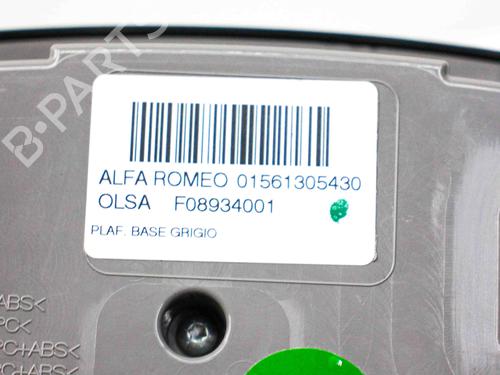 B-PARTS
ALFA ROMEO 01561305430
OLSA F08934001
PLAF. BASE GRIGIO
ABS<
PC<
PC+ABS<
PC+ABS<